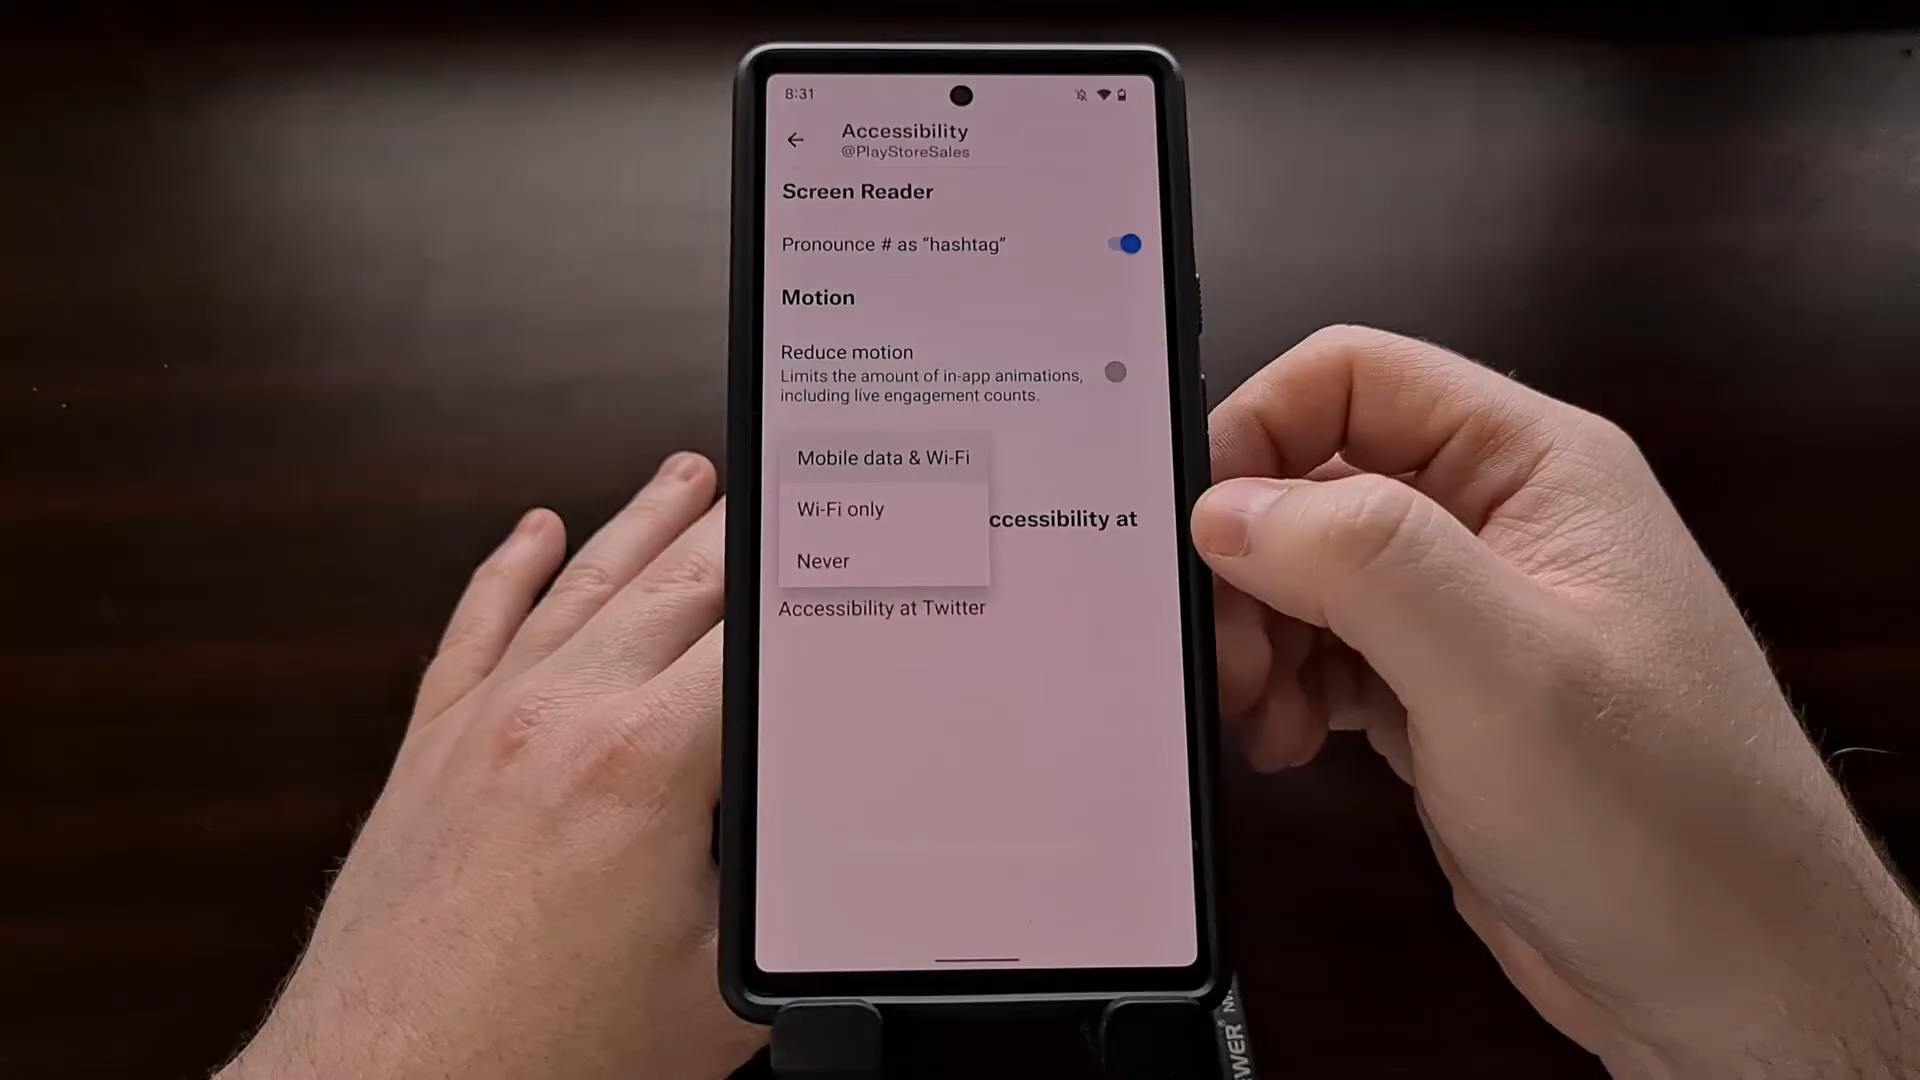 8:31
Accessibility
@PlayStoreSales
Screen Reader
Pronounce # as “hashtag”
Motion
Reduce motion
Limits the amount of in-app animations,
including live engagement counts.
Mobile data & Wi-Fi
Wi-Fi only
ccessibility at
Never
Accessibility at Twitter
EWER